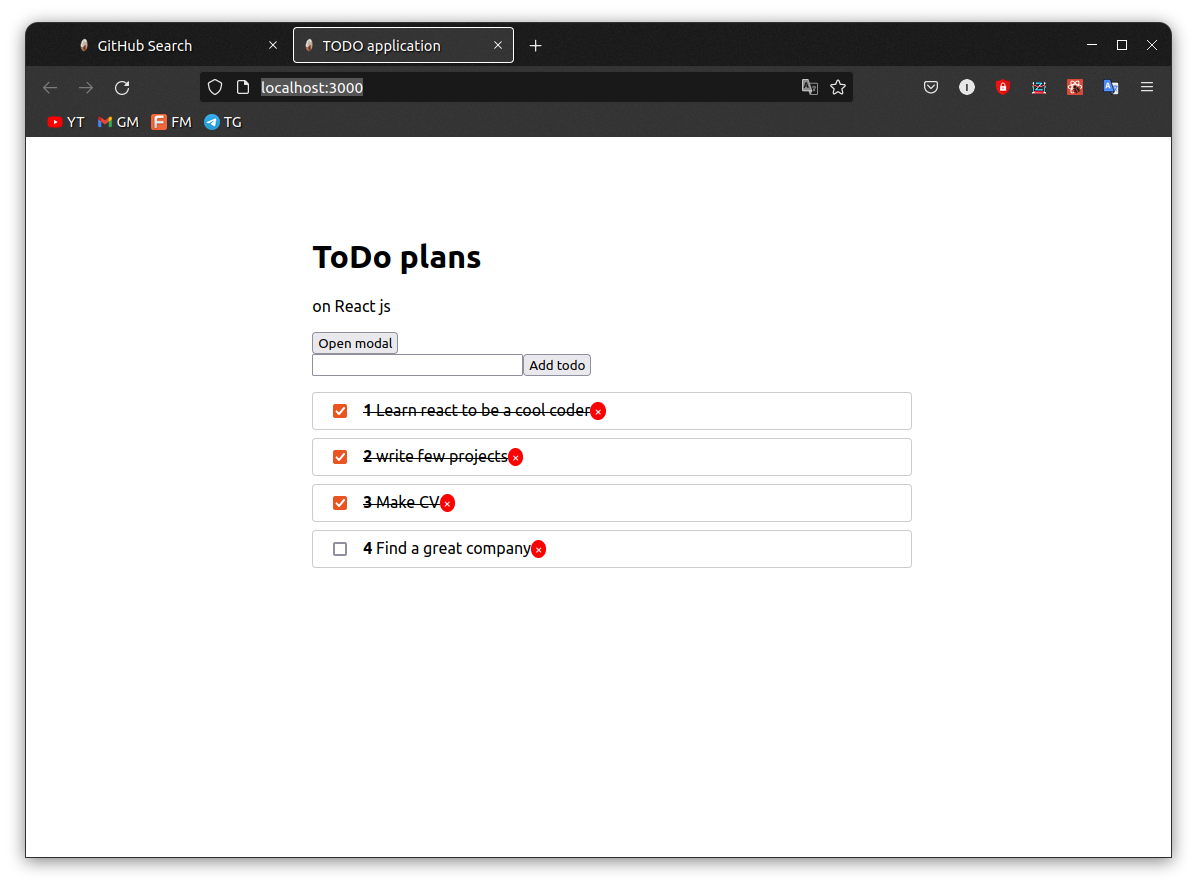 GitHub Search
TODO application
localhost:3000
YT GM FM TG
ToDo plans
on React js
Open modal
Add todo
1 Learn react to be a cool coder ×
2 write few projects ×
3 Make CV ×
4 Find a great company ×